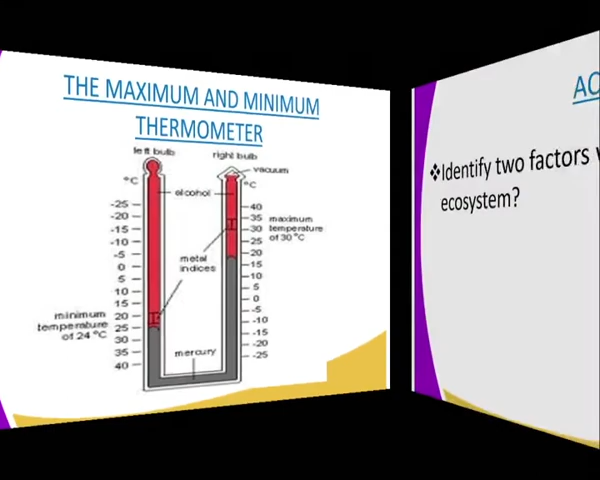 THE MAXIMUM AND MINIMUM
THERMOMETER
left bulb
right bulb
vacuum
°C
alcohol
°C
-25
-20
-15
-10
-5
0
5
10
15
20
25
30
35
40
40
35
30
25
20
15
10
5
0
-5
-10
-15
-20
-25
maximum
temperature
of 30 °C
metal
indices
minimum
temperature
of 24 °C
mercury
AC
❖Identify two factors
ecosystem?